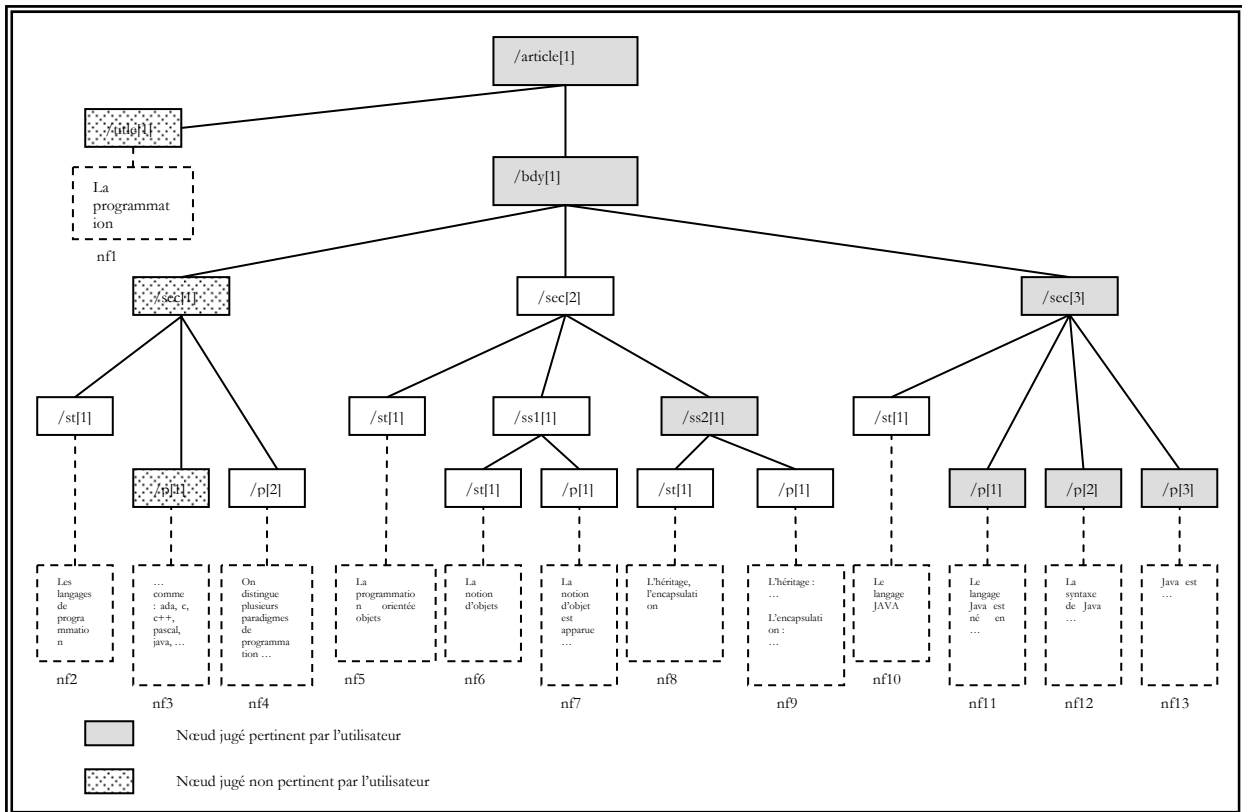 /article[1]
/title[1]
La
programmat
ion
nf1
/bdy[1]
/sec[1]
/sec[2]
/sec[3]
/st[1]
/st[1]
/ss1[1]
/ss2[1]
/st[1]
/p[1]
/p[2]
/st[1]
/p[1]
/st[1]
/p[1]
/p[1]
/p[2]
/p[3]
Les
langages
de
progra
mmatio
n
nf2
…
comme
: ada, c,
c++,
pascal,
java, …
nf3
On
distingue
plusieurs
paradigmes
de
programma
tion …
nf4
La
programmatio
n orientée
objets
nf5
La
notion
d'objets
nf6
La
notion
d'objet
est
apparue
…
nf7
L'héritage,
l'encapsulati
on
nf8
L'héritage :
…
L'encapsulati
on :
…
nf9
Le
langage
JAVA
nf10
Le
langage
Java est
né en
…
nf11
La
syntaxe
de Java
…
nf12
Java est
…
nf13
Nœud jugé pertinent par l'utilisateur
Nœud jugé non pertinent par l'utilisateur